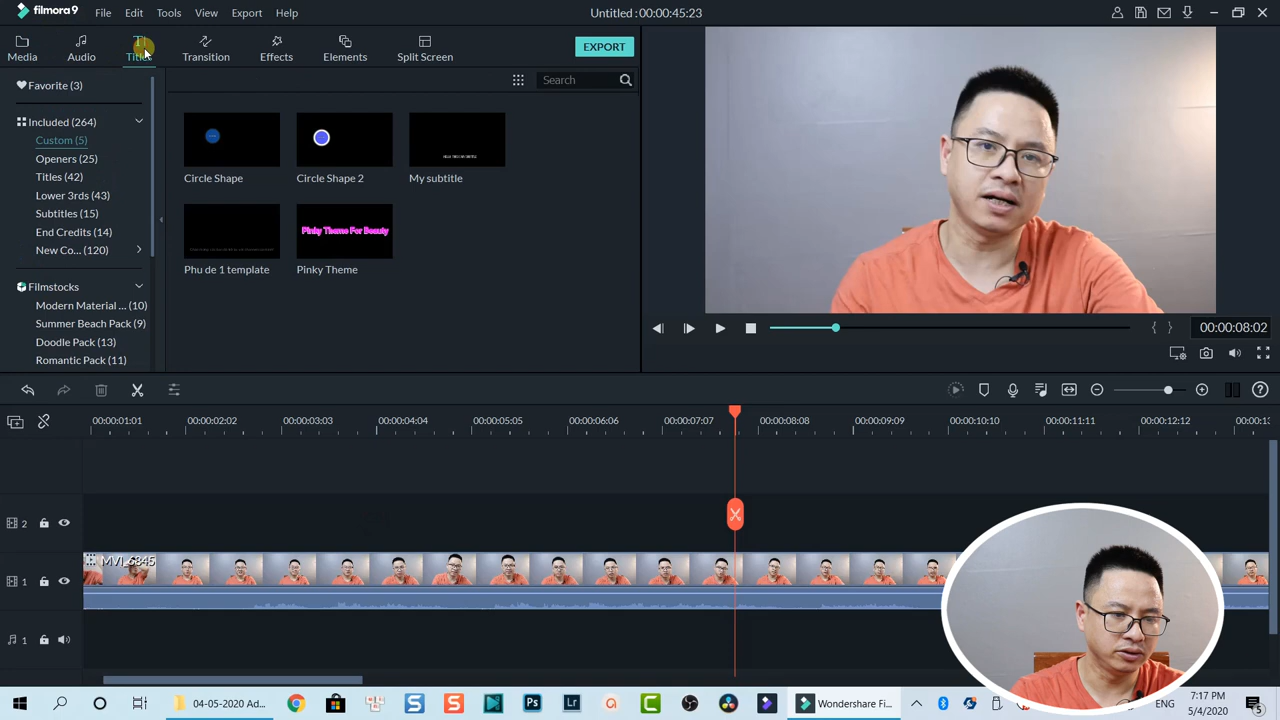 filmora9 File Edit Tools View Export Help Untitled : 00:00:45:23
Media Audio Titles Transition Effects Elements Split Screen EXPORT
Favorite (3)
Search
Included (264)
Custom (5)
Openers (25)
Titles (42)
Lower 3rds (43)
Subtitles (15)
End Credits (14)
New Co... (120)
Filmstocks
Modern Material ... (10)
Summer Beach Pack (9)
Doodle Pack (13)
Romantic Pack (11)
Circle Shape Circle Shape 2 My subtitle
Pinky Theme For Beauty
Phu de 1 template Pinky Theme
{ } 00:00:08:02
00:00:01:01 00:00:02:02 00:00:03:03 00:00:04:04 00:00:05:05 00:00:06:06 00:00:07:07 00:00:08:08 00:00:09:09 00:00:10:10 00:00:11:11 00:00:12:12 00:00:13
2
1 MVI_6845
1
04-05-2020 Ad... Wondershare Fi... ENG 7:17 PM
5/4/2020 5